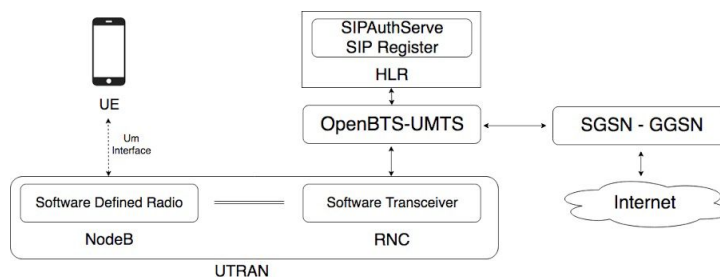 SIPAuthServe
SIP Register
HLR
UE
OpenBTS-UMTS
SGSN - GGSN
Um
Interface
Software Defined Radio
Software Transceiver
Internet
NodeB
RNC
UTRAN